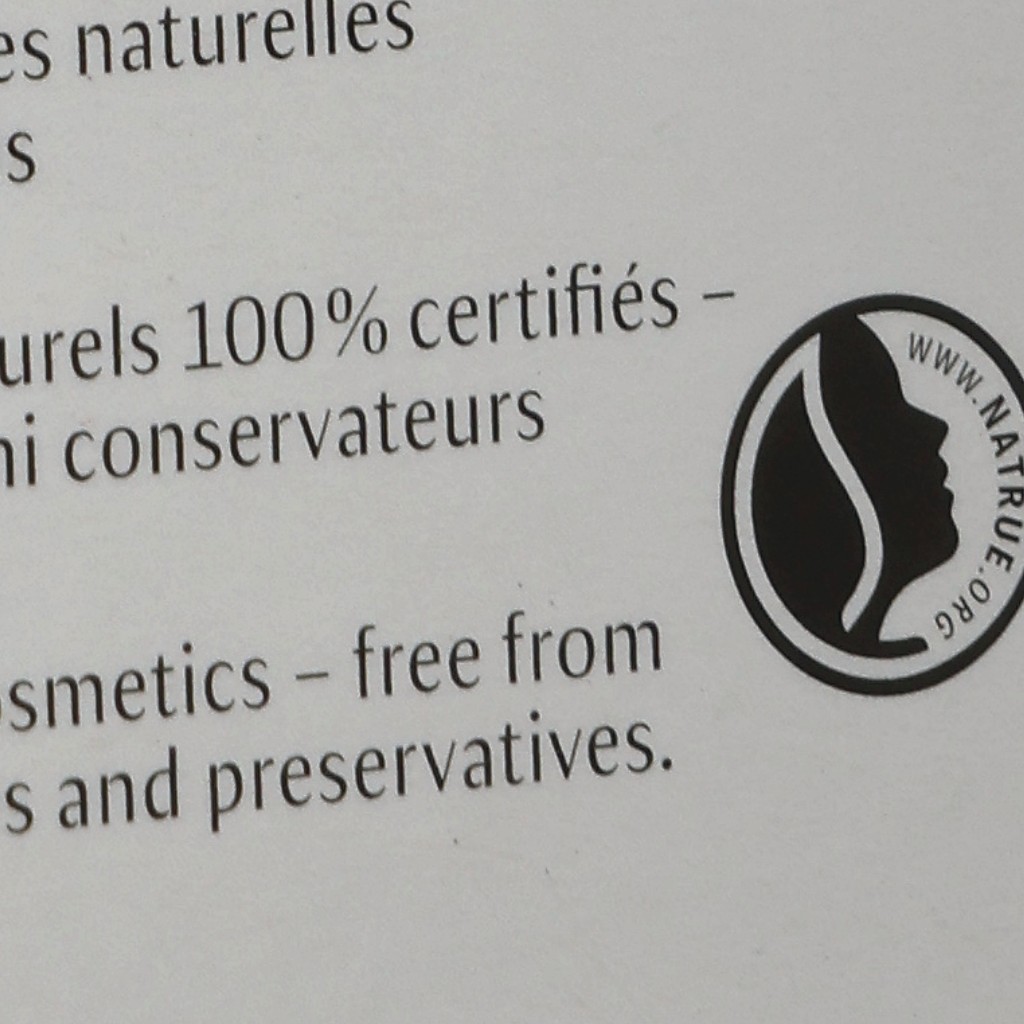 es naturelles
s
urels 100% certifiés –
ni conservateurs
osmetics – free from
s and preservatives.
WWW.NATRUE.ORG